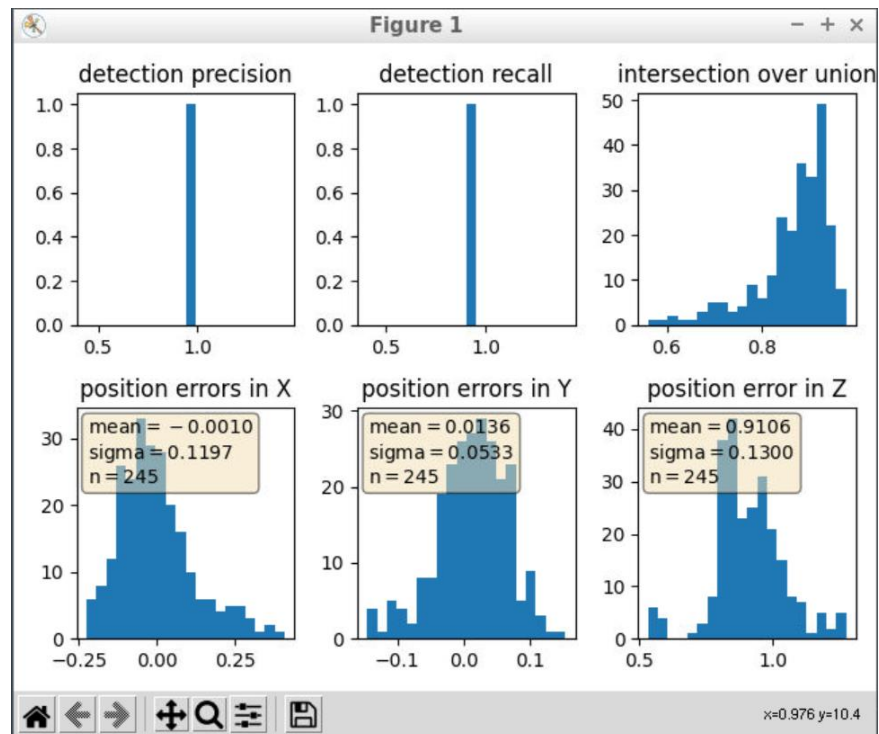 Figure 1
detection precision
detection recall
intersection over union
1.0
0.8
0.6
0.4
0.2
0.0
0.5
1.0
1.0
0.8
0.6
0.4
0.2
0.0
0.5
1.0
50
40
30
20
10
0
0.6
0.8
position errors in X
position errors in Y
position error in Z
mean = −0.0010
sigma = 0.1197
n = 245
30
20
10
0
−0.25
0.00
0.25
mean = 0.0136
sigma = 0.0533
n = 245
30
20
10
0
−0.1
0.0
0.1
mean = 0.9106
sigma = 0.1300
n = 245
40
30
20
10
0
0.5
1.0
x=0.976 y=10.4